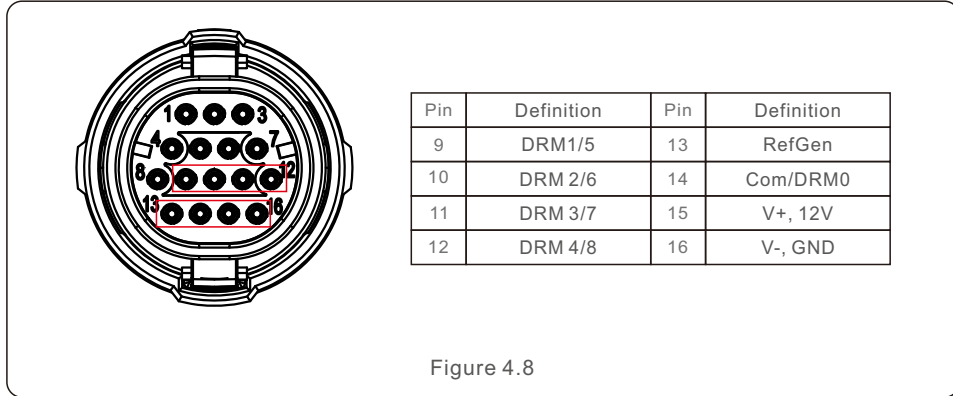 1 3
4 7
8 12
13 16
Pin Definition Pin Definition
9 DRM1/5 13 RefGen
10 DRM 2/6 14 Com/DRM0
11 DRM 3/7 15 V+, 12V
12 DRM 4/8 16 V-, GND
Figure 4.8